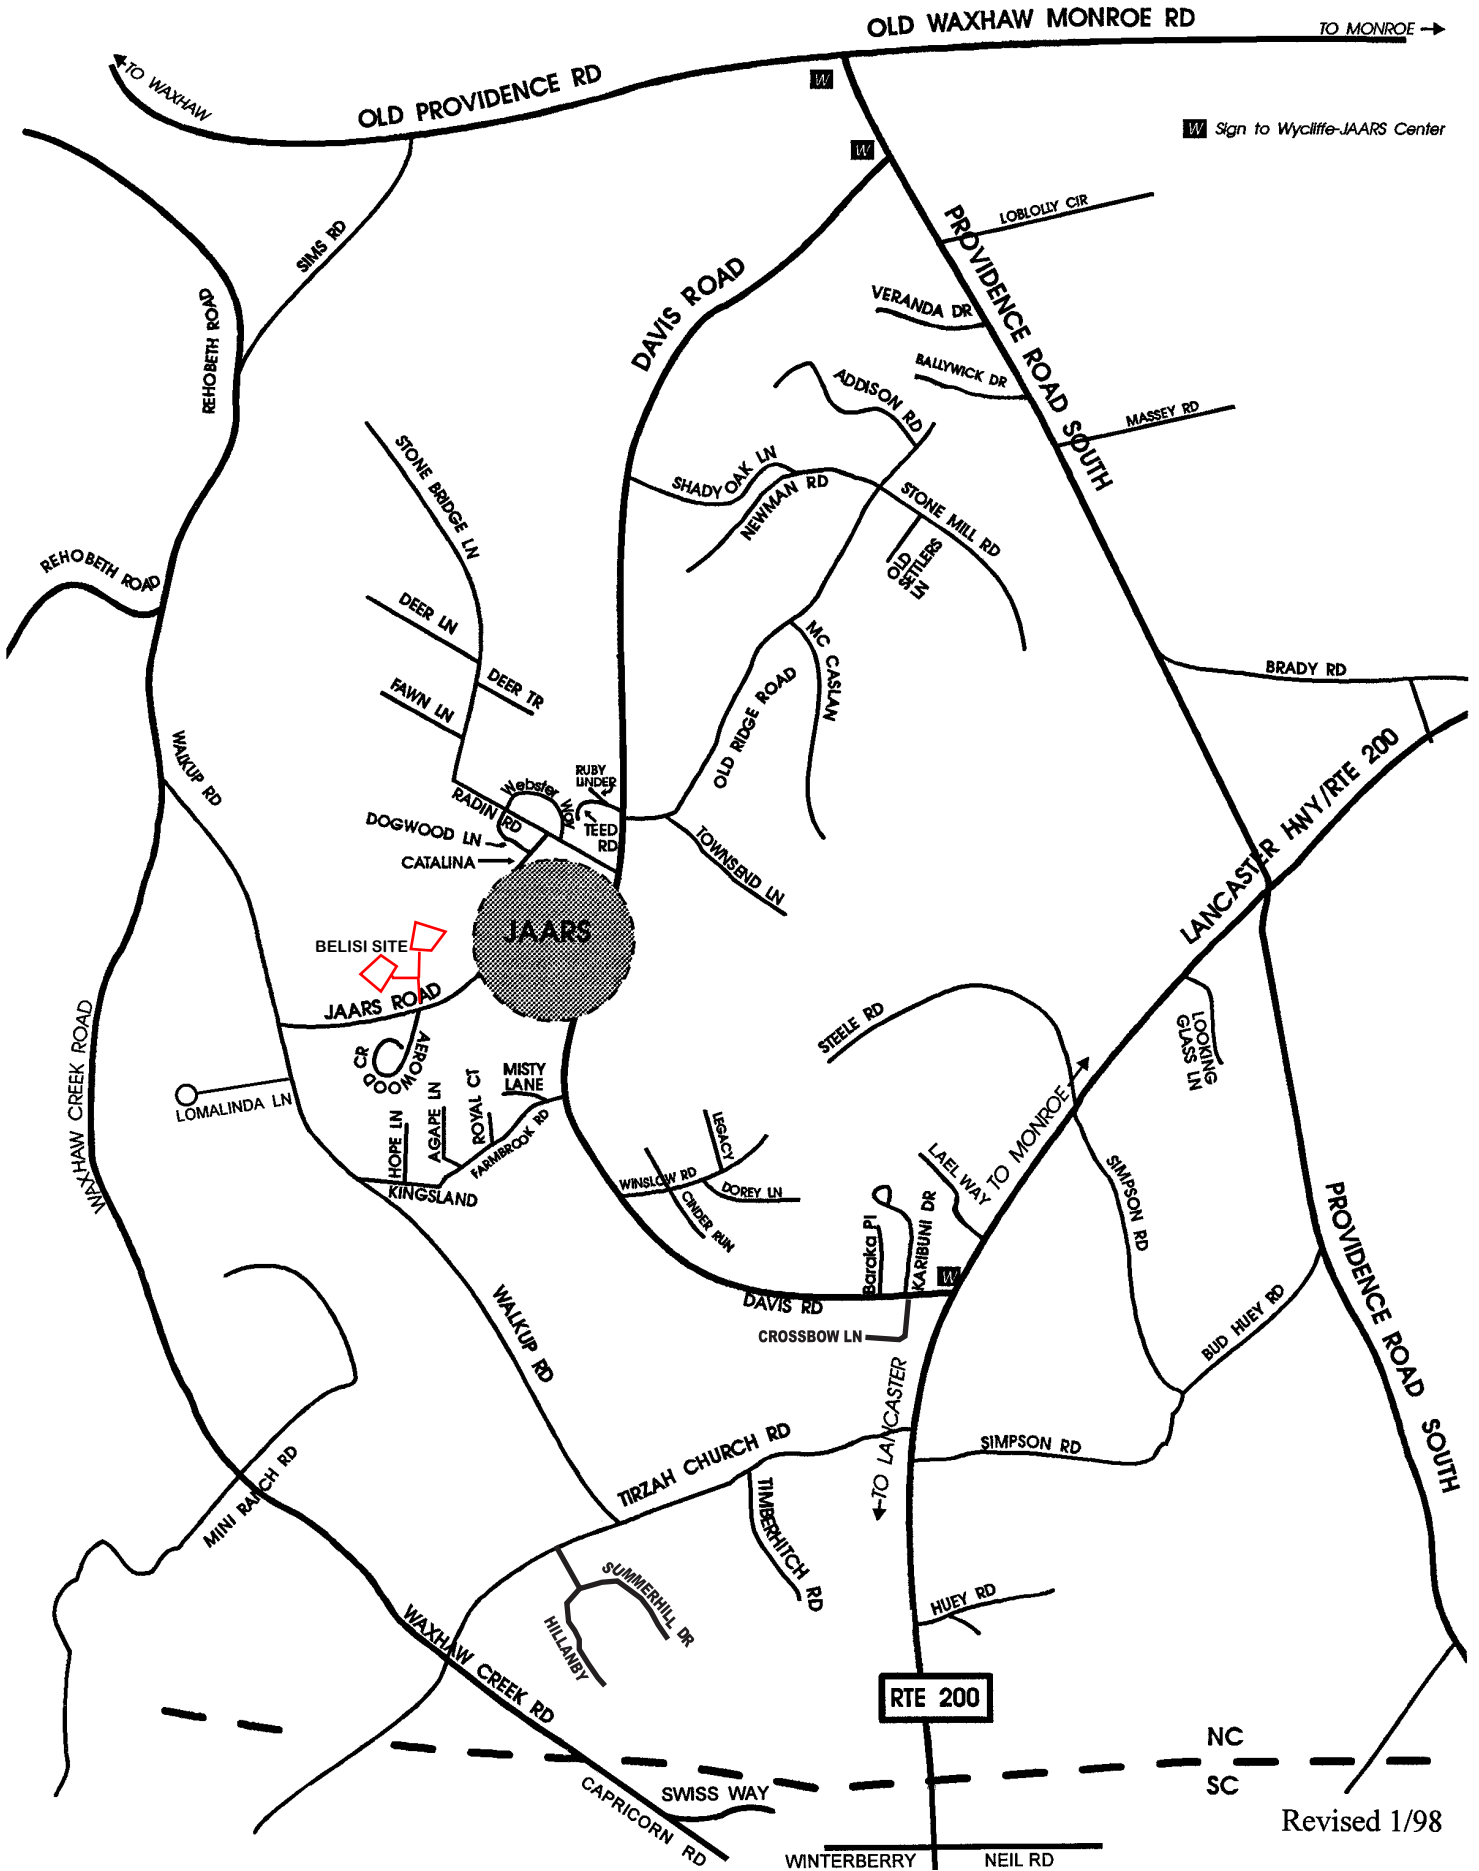 OLD WAXHAW MONROE RD
TO MONROE
TO WAXHAW
OLD PROVIDENCE RD
W
W Sign to Wycliffe-JAARS Center
W
SIMS RD
REHOBETH ROAD
LOBLOLLY CIR
PROVIDENCE ROAD SOUTH
DAVIS ROAD
VERANDA DR
BALLYWICK DR
ADDISON RD
MASSEY RD
STONE BRIDGE LN
SHADY OAK LN
NEWMAN RD
STONE MILL RD
OLD
SETTLERS
LN
REHOBETH ROAD
DEER LN
DEER TR
FAWN LN
MC CASLAN
OLD RIDGE ROAD
BRADY RD
WALKUP RD
LANCASTER HWY/RTE 200
RUBY
LINDER
Webster Way
RADIN RD
TEED
RD
DOGWOOD LN
CATALINA
TOWNSEND LN
JAARS
BELISI SITE
JAARS ROAD
WAXHAW CREEK ROAD
STEELE RD
LOOKING
GLASS LN
AEROWOOD
CR
MISTY
LANE
LOMALINDA LN
HOPE LN
AGAPE LN
ROYAL CT
FARMBROOK RD
KINGSLAND
LEGACY
WINSLOW RD
DOREY LN
CINDER RUN
TO MONROE
LAEL WAY
SIMPSON RD
Baraka Pl
KARIBUNI DR
W
PROVIDENCE ROAD SOUTH
DAVIS RD
CROSSBOW LN
WALKUP RD
BUD HUEY RD
TO LANCASTER
TIRZAH CHURCH RD
SIMPSON RD
MINI RANCH RD
TIMBERHITCH RD
SUMMERHILL DR
HILLANBY
HUEY RD
WAXHAW CREEK RD
RTE 200
NC
SC
CAPRICORN RD
SWISS WAY
Revised 1/98
WINTERBERRY
NEIL RD